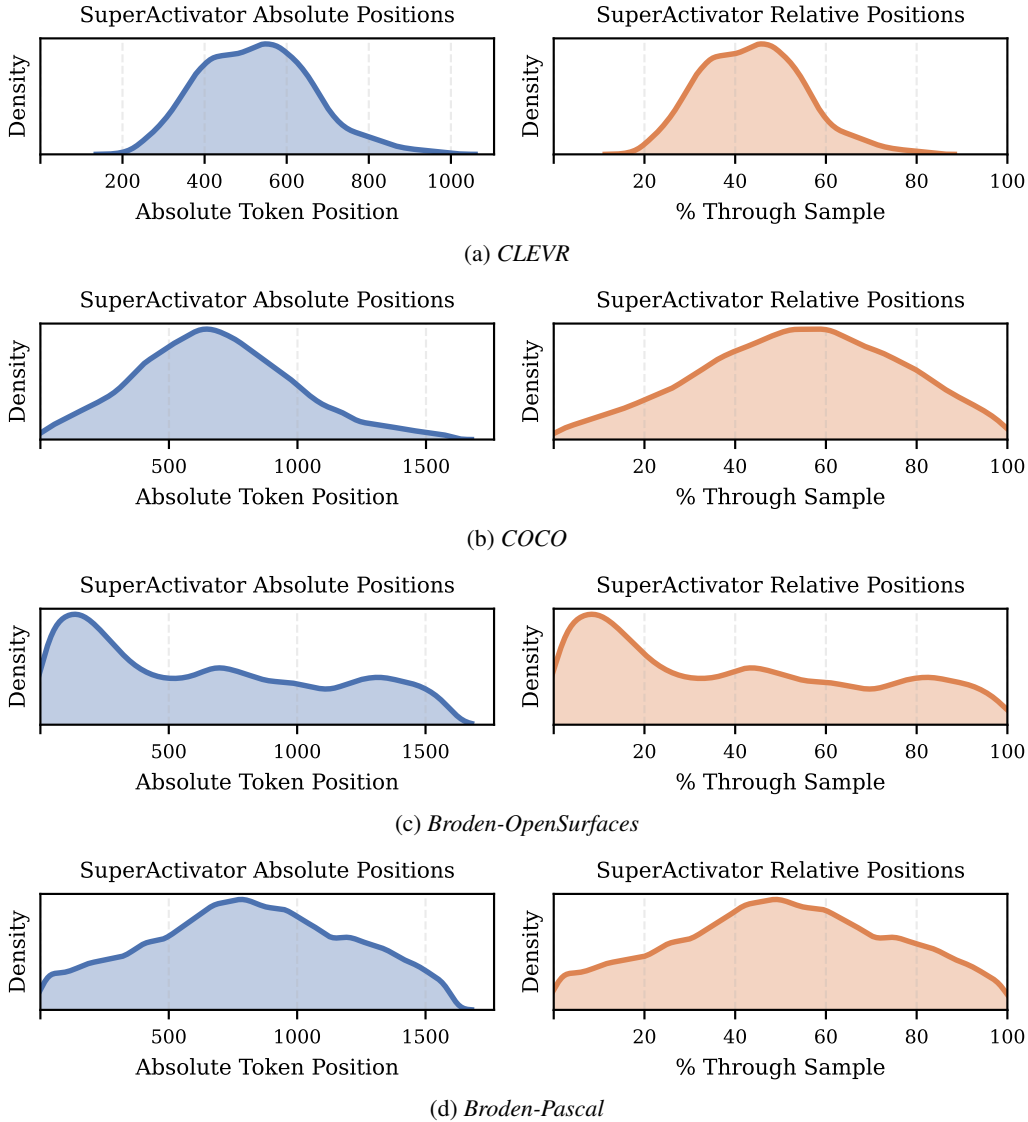 SuperActivator Absolute Positions SuperActivator Relative Positions
Density Density
200 400 600 800 1000 20 40 60 80 100
Absolute Token Position % Through Sample
(a) CLEVR
SuperActivator Absolute Positions SuperActivator Relative Positions
Density Density
500 1000 1500 20 40 60 80 100
Absolute Token Position % Through Sample
(b) COCO
SuperActivator Absolute Positions SuperActivator Relative Positions
Density Density
500 1000 1500 20 40 60 80 100
Absolute Token Position % Through Sample
(c) Broden-OpenSurfaces
SuperActivator Absolute Positions SuperActivator Relative Positions
Density Density
500 1000 1500 20 40 60 80 100
Absolute Token Position % Through Sample
(d) Broden-Pascal